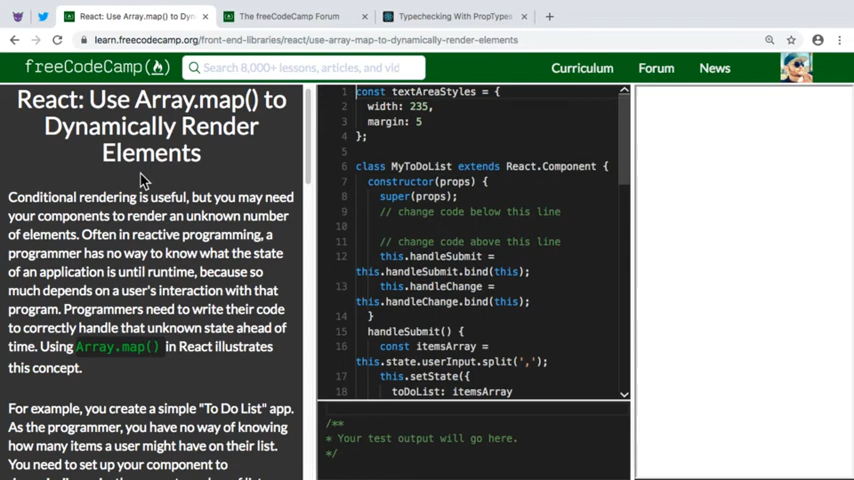 React: Use Array.map() to Dyn
The freeCodeCamp Forum
Typechecking With PropTypes
learn.freecodecamp.org/front-end-libraries/react/use-array-map-to-dynamically-render-elements
freeCodeCamp
Search 8,000+ lessons, articles, and vid
Curriculum
Forum
News
React: Use Array.map() to
Dynamically Render
Elements
Conditional rendering is useful, but you may need
your components to render an unknown number
of elements. Often in reactive programming, a
programmer has no way to know what the state
of an application is until runtime, because so
much depends on a user's interaction with that
program. Programmers need to write their code
to correctly handle that unknown state ahead of
time. Using Array.map() in React illustrates
this concept.
For example, you create a simple "To Do List" app.
As the programmer, you have no way of knowing
how many items a user might have on their list.
You need to set up your component to
1 const textAreaStyles = {
2 width: 235,
3 margin: 5
4 };
5
6 class MyToDoList extends React.Component {
7 constructor(props) {
8 super(props);
9 // change code below this line
10
11 // change code above this line
12 this.handleSubmit =
this.handleSubmit.bind(this);
13 this.handleChange =
this.handleChange.bind(this);
14 }
15 handleSubmit() {
16 const itemsArray =
this.state.userInput.split(',');
17 this.setState({
18 toDoList: itemsArray
/**
* Your test output will go here.
*/